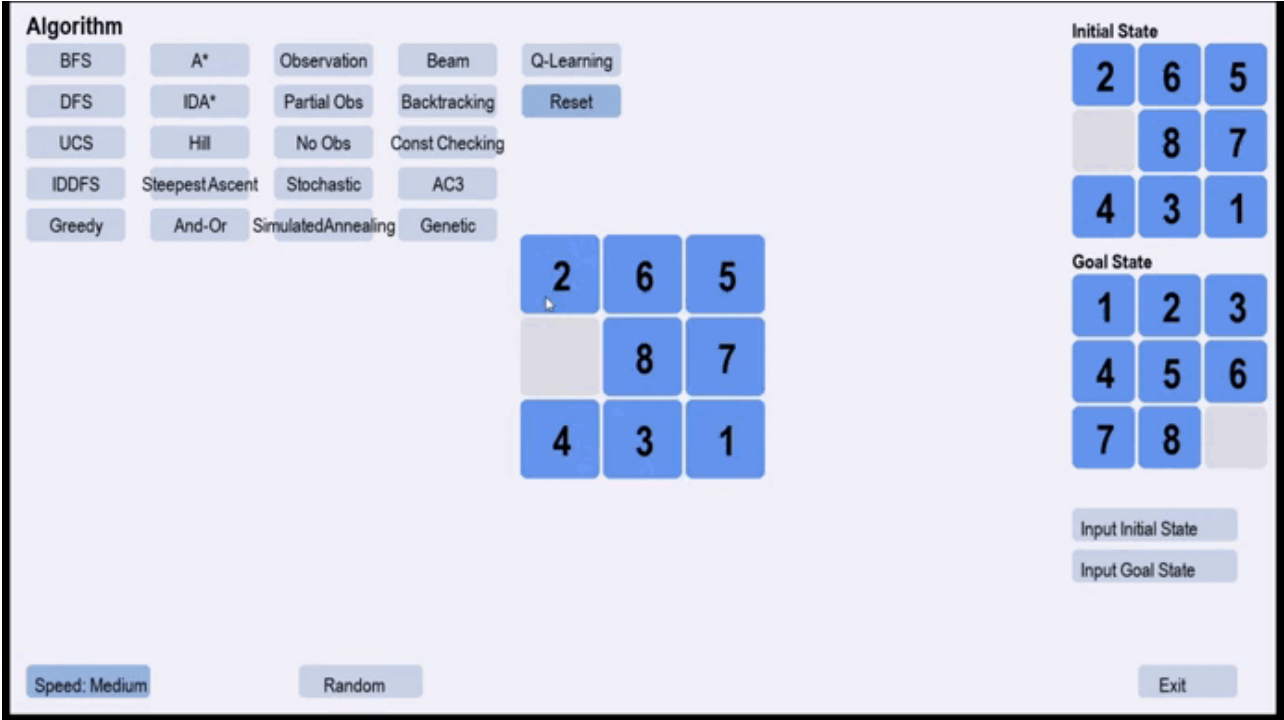 Algorithm
BFS A* Observation Beam Q-Learning
DFS IDA* Partial Obs Backtracking Reset
UCS Hill No Obs Const Checking
IDDFS SteepestAscent Stochastic AC3
Greedy And-Or SimulatedAnnealing Genetic
2 6 5
8 7
4 3 1
Initial State
2 6 5
8 7
4 3 1
Goal State
1 2 3
4 5 6
7 8
Input Initial State
Input Goal State
Speed: Medium Random Exit